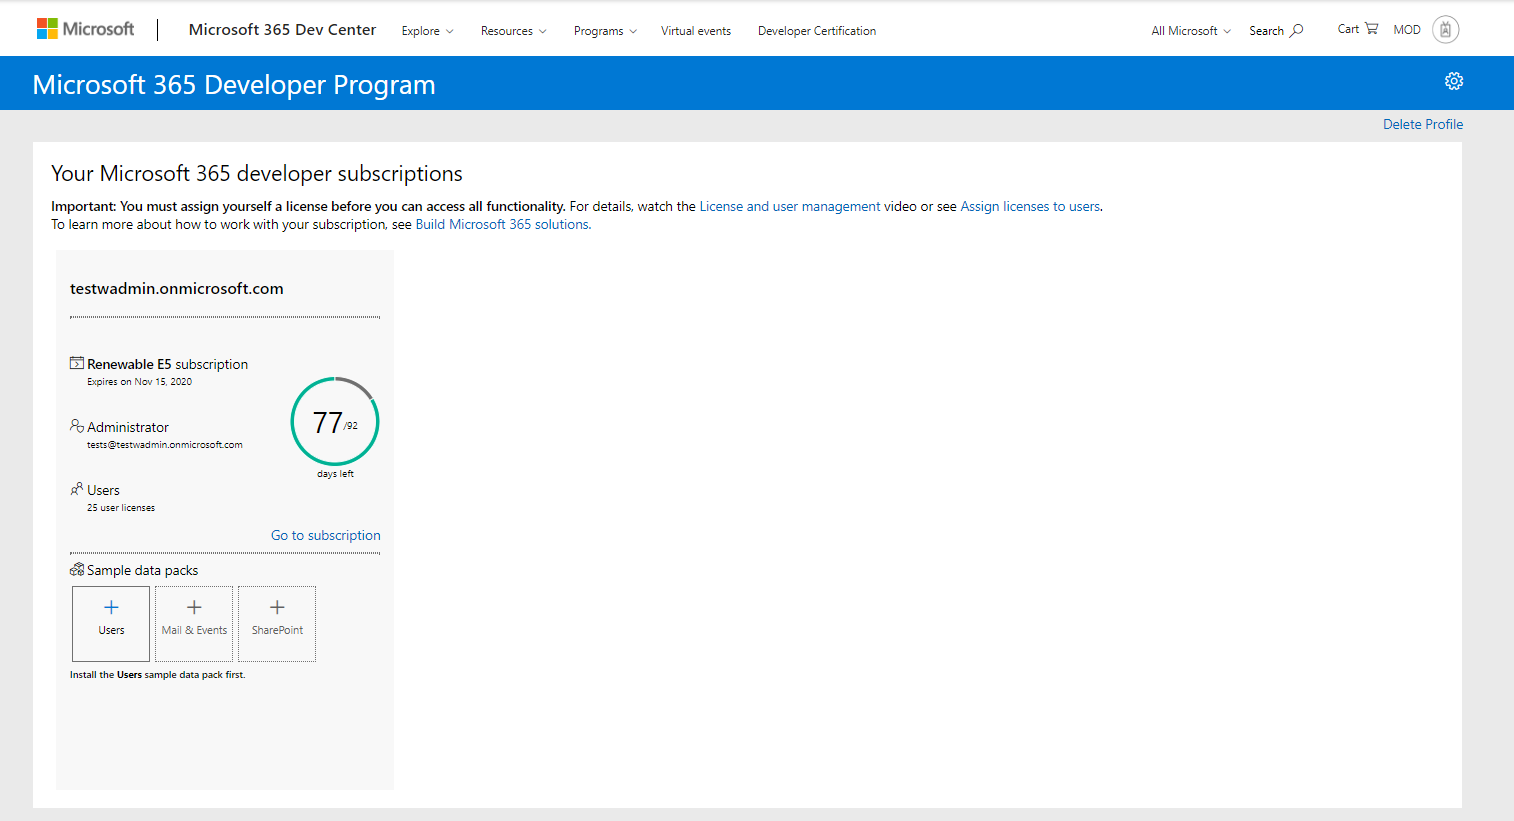 Microsoft
Microsoft 365 Dev Center
Explore
Resources
Programs
Virtual events
Developer Certification
All Microsoft
Search
Cart
MOD
Microsoft 365 Developer Program
Delete Profile
Your Microsoft 365 developer subscriptions
Important: You must assign yourself a license before you can access all functionality. For details, watch the License and user management video or see Assign licenses to users.
To learn more about how to work with your subscription, see Build Microsoft 365 solutions.
testwadmin.onmicrosoft.com
Renewable E5 subscription
Expires on Nov 15, 2020
Administrator
tests@testwadmin.onmicrosoft.com
77/92
days left
Users
25 user licenses
Go to subscription
Sample data packs
Users
Mail & Events
SharePoint
Install the Users sample data pack first.